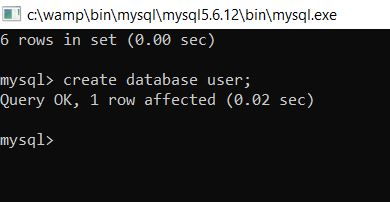 c:\wamp\bin\mysql\mysql5.6.12\bin\mysql.exe
6 rows in set (0.00 sec)
mysql> create database user;
Query OK, 1 row affected (0.02 sec)
mysql>